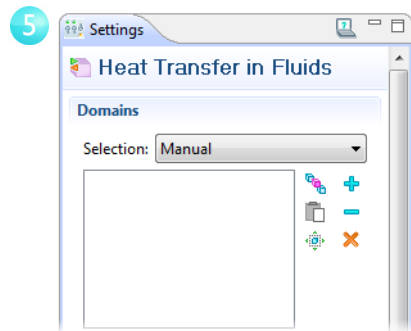 5
Settings
Heat Transfer in Fluids
Domains
Selection: Manual